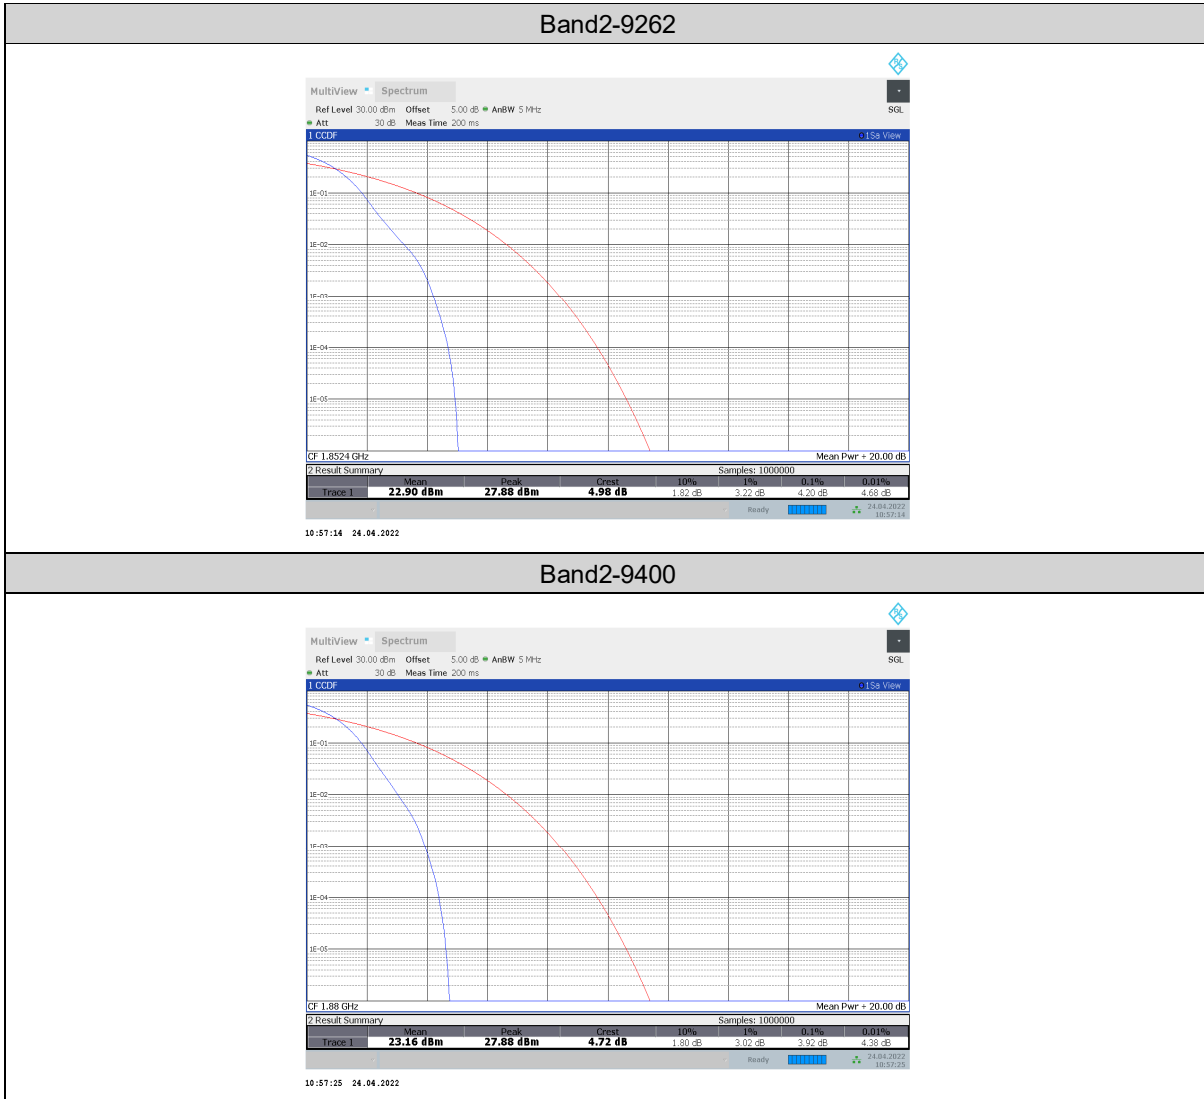 Band2-9262
MultiView Spectrum
Ref Level 30.00 dBm Offset 5.00 dB AnBW 5 MHz SGL
Att 30 dB Meas Time 200 ms
1 CCDF 1Sa View
1E-01
1E-02
1E-03
1E-04
1E-05
CF 1.8524 GHz Mean Pwr + 20.00 dB
2 Result Summary Samples: 1000000
Mean Peak Crest 10% 1% 0.1% 0.01%
Trace 1 22.90 dBm 27.88 dBm 4.98 dB 1.82 dB 3.22 dB 4.20 dB 4.68 dB
Ready 24.04.2022
10:57:14
10:57:14 24.04.2022
Band2-9400
MultiView Spectrum
Ref Level 30.00 dBm Offset 5.00 dB AnBW 5 MHz SGL
Att 30 dB Meas Time 200 ms
1 CCDF 1Sa View
1E-01
1E-02
1E-03
1E-04
1E-05
CF 1.88 GHz Mean Pwr + 20.00 dB
2 Result Summary Samples: 1000000
Mean Peak Crest 10% 1% 0.1% 0.01%
Trace 1 23.16 dBm 27.88 dBm 4.72 dB 1.80 dB 3.02 dB 3.92 dB 4.38 dB
Ready 24.04.2022
10:57:25
10:57:25 24.04.2022